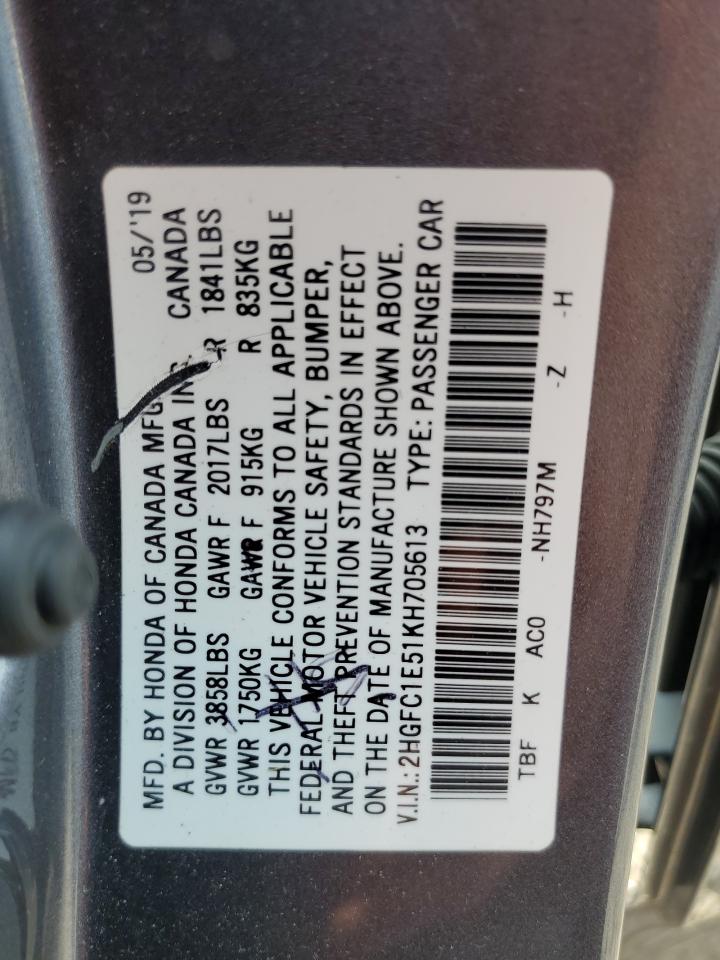 MFD. BY HONDA OF CANADA MFG. 05/'19
A DIVISION OF HONDA CANADA INC. CANADA
GVWR 3858LBS GAWR F 2017LBS R 1841LBS
GVWR 1750KG GAWR F 915KG R 835KG
THIS VEHICLE CONFORMS TO ALL APPLICABLE
FEDERAL MOTOR VEHICLE SAFETY, BUMPER,
AND THEFT PREVENTION STANDARDS IN EFFECT
ON THE DATE OF MANUFACTURE SHOWN ABOVE.
V.I.N.: 2HGFC1E51KH705613 TYPE: PASSENGER CAR
TBF K AC0 -NH797M -Z -H